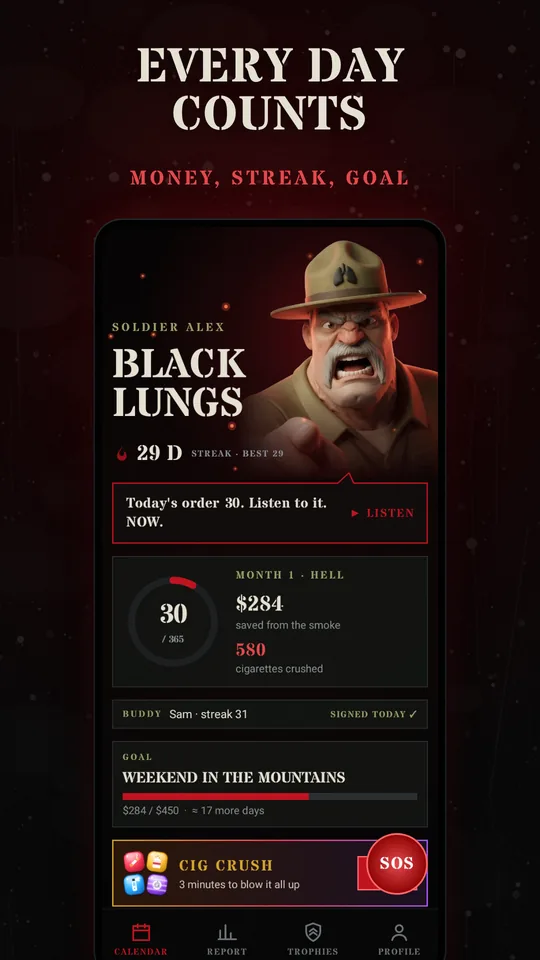 EVERY DAY
COUNTS
MONEY, STREAK, GOAL
SOLDIER ALEX
BLACK
LUNGS
29 D STREAK · BEST 29
Today's order 30. Listen to it.
NOW.
► LISTEN
MONTH 1 · HELL
30
/ 365
$284
saved from the smoke
580
cigarettes crushed
BUDDY Sam · streak 31 SIGNED TODAY ✓
GOAL
WEEKEND IN THE MOUNTAINS
$284 / $450 · ≈ 17 more days
CIG CRUSH
3 minutes to blow it all up
SOS
CALENDAR REPORT TROPHIES PROFILE